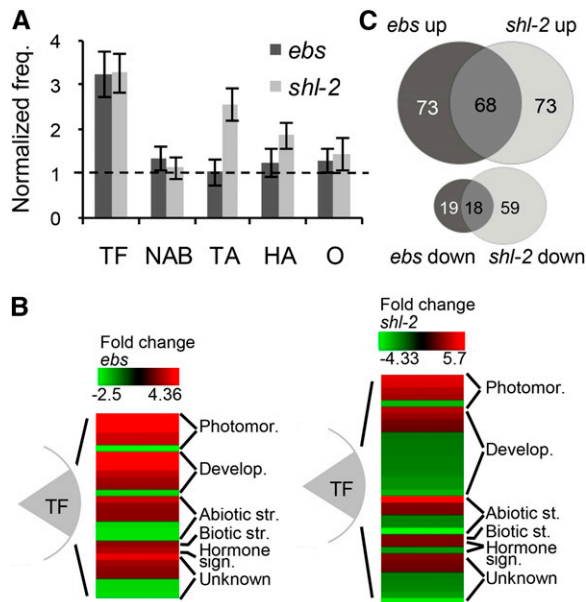 A
Normalized freq.
4
3
2
1
0
ebs
shl-2
TF NAB TA HA O
C
ebs up shl-2 up
73 68 73
19 18 59
ebs down shl-2 down
B
Fold change
ebs
-2.5 4.36
TF
Photomor.
Develop.
Abiotic str.
Biotic str.
Hormone
sign.
Unknown
Fold change
shl-2
-4.33 5.7
TF
Photomor.
Develop.
Abiotic st.
Biotic st.
Hormone
sign.
Unknown